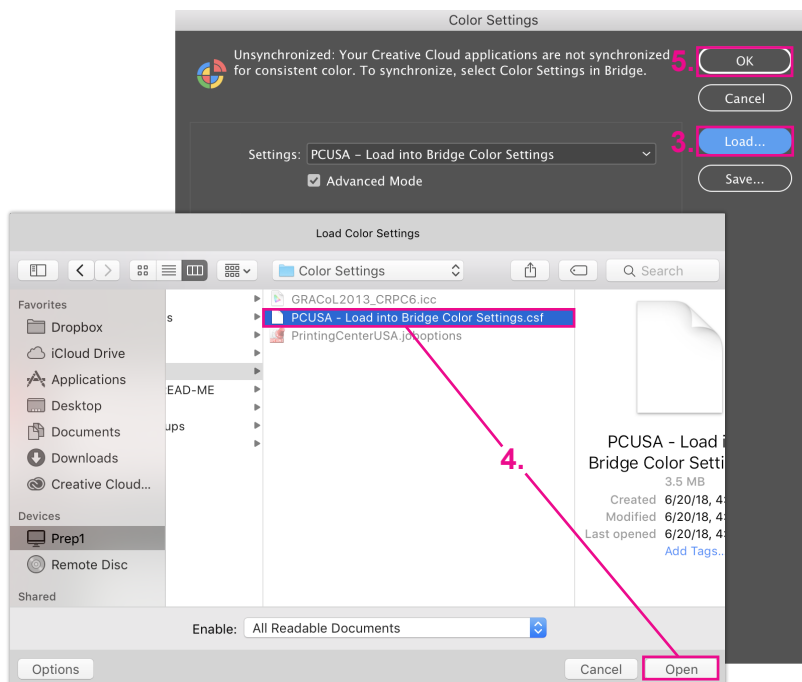 Color Settings
Unsynchronized: Your Creative Cloud applications are not synchronized
for consistent color. To synchronize, select Color Settings in Bridge.
5.
OK
Cancel
3.
Load...
Save...
Settings: PCUSA – Load into Bridge Color Settings
Advanced Mode
Load Color Settings
Color Settings
Search
Favorites
Dropbox
iCloud Drive
Applications
Desktop
Documents
Downloads
Creative Cloud...
Devices
Prep1
Remote Disc
Shared
s
EAD-ME
ups
GRACoL2013_CRPC6.icc
PCUSA - Load into Bridge Color Settings.csf
PrintingCenterUSA.joboptions
4.
PCUSA - Load i
Bridge Color Setti
3.5 MB
Created 6/20/18, 4:
Modified 6/20/18, 4:
Last opened 6/20/18, 4:
Add Tags..
Enable: All Readable Documents
Options
Cancel
Open